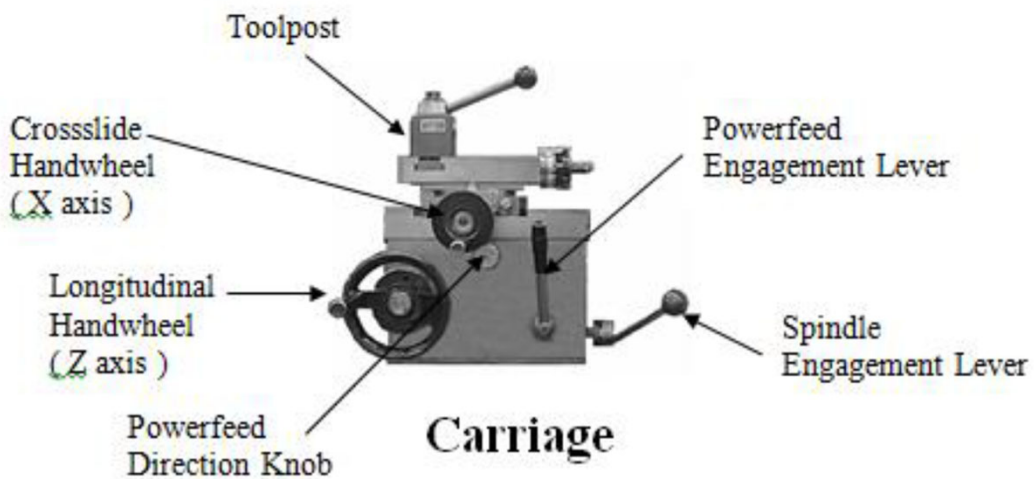 Toolpost
Crossslide
Handwheel
( X axis )
Powerfeed
Engagement Lever
Longitudinal
Handwheel
( Z axis )
Spindle
Engagement Lever
Powerfeed
Direction Knob
Carriage